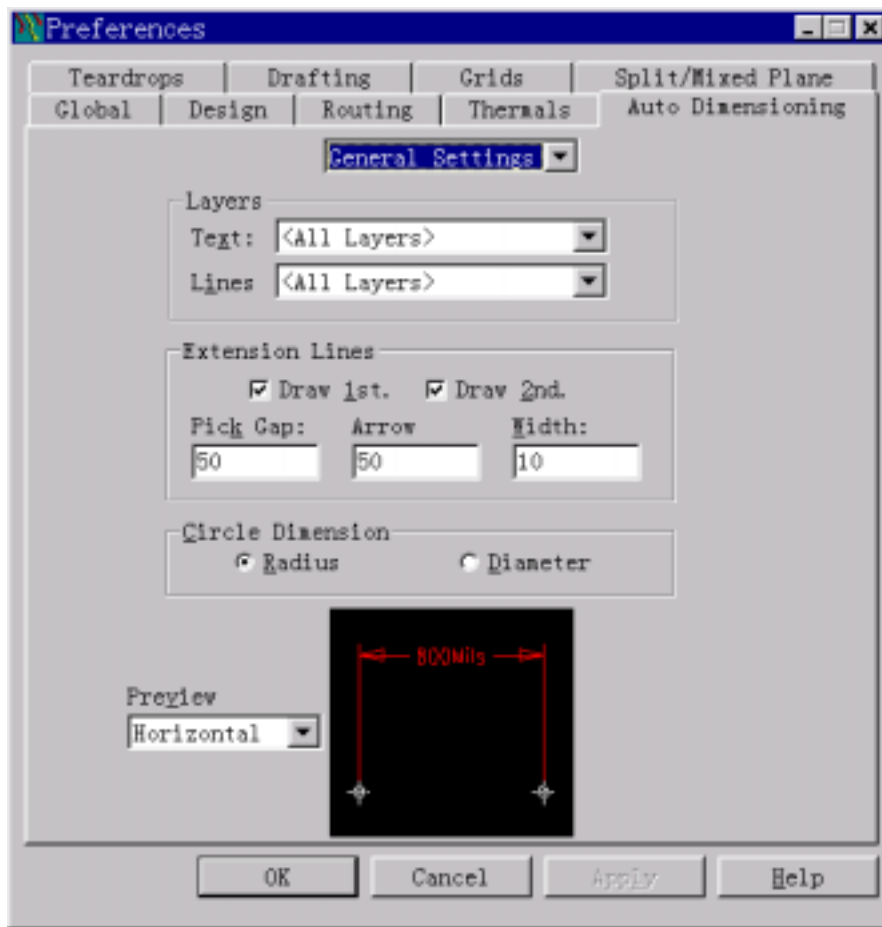 Preferences
Teardrops Drafting Grids Split/Mixed Plane
Global Design Routing Thermals Auto Dimensioning
General Settings
Layers
Text: <All Layers>
Lines <All Layers>
Extension Lines
Draw 1st. Draw 2nd.
Pick Gap: Arrow Width:
50 50 10
Circle Dimension
Radius Diameter
800Mils
Preview
Horizontal
OK Cancel Apply Help